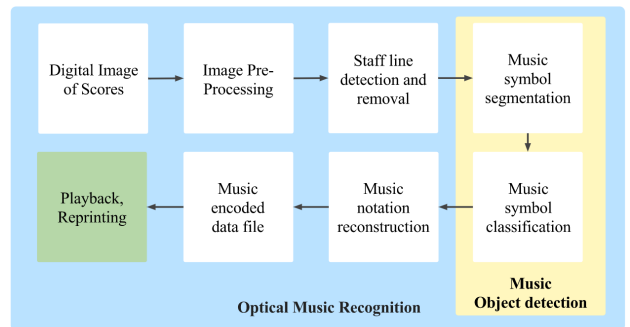 Digital Image
of Scores
Image Pre-
Processing
Staff line
detection and
removal
Music
symbol
segmentation
Music
symbol
classification
Music
notation
reconstruction
Music
encoded
data file
Playback,
Reprinting
Music
Object detection
Optical Music Recognition